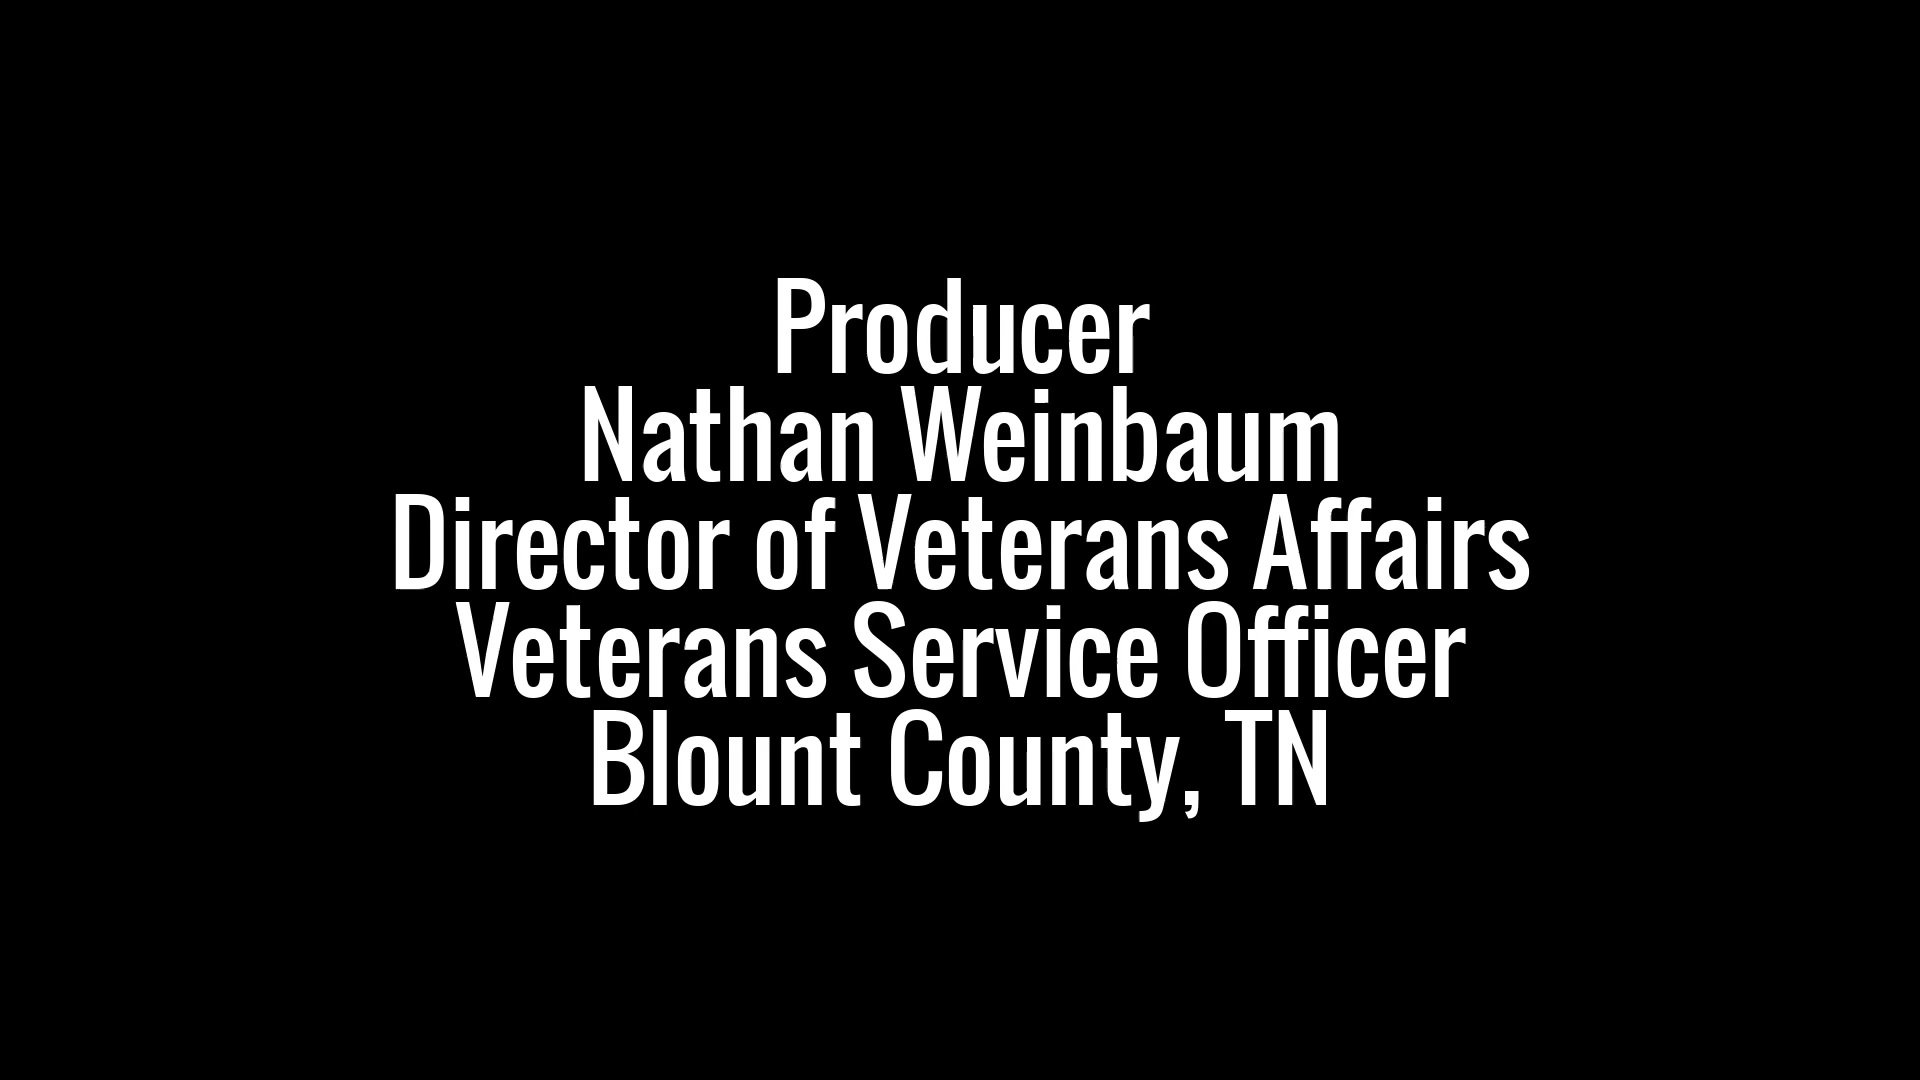 Producer
Nathan Weinbaum
Director of Veterans Affairs
Veterans Service Officer
Blount County, TN